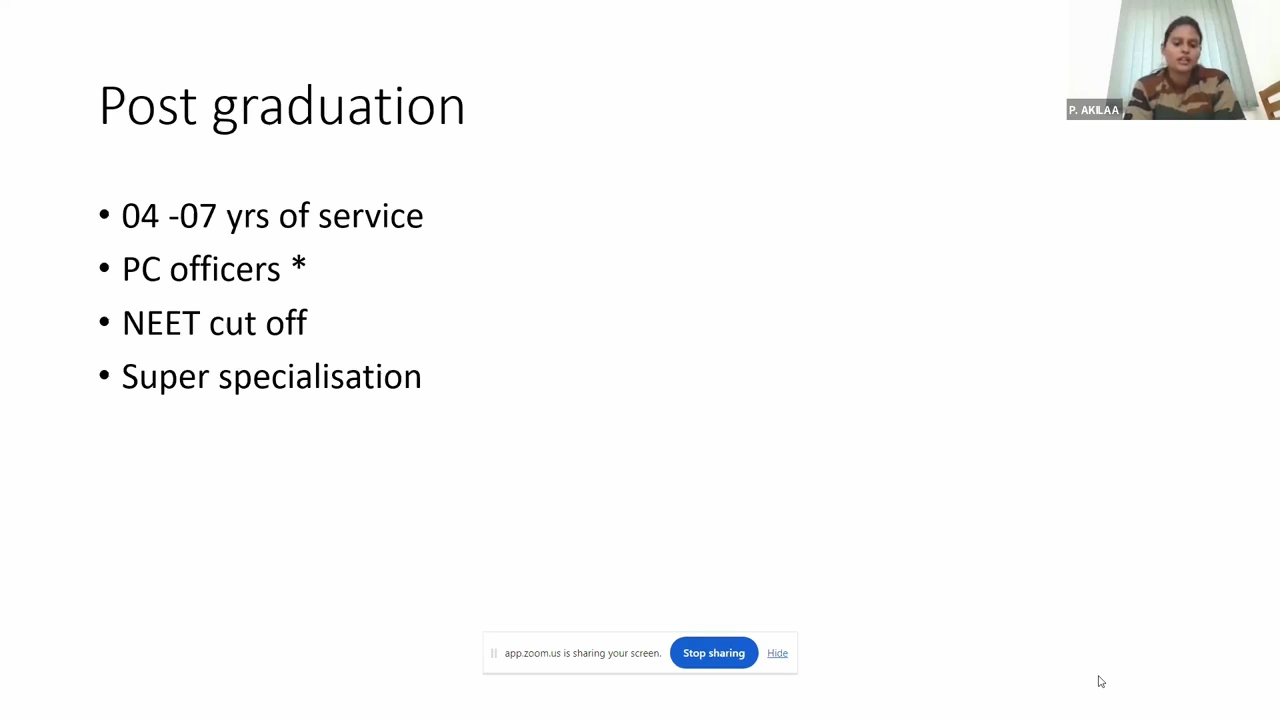 Post graduation
P. AKILAA
• 04 -07 yrs of service
• PC officers *
• NEET cut off
• Super specialisation
app.zoom.us is sharing your screen. Stop sharing Hide